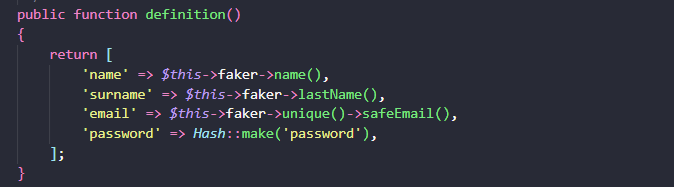 public function definition()
{
    return [
        'name' => $this->faker->name(),
        'surname' => $this->faker->lastName(),
        'email' => $this->faker->unique()->safeEmail(),
        'password' => Hash::make('password'),
    ];
}